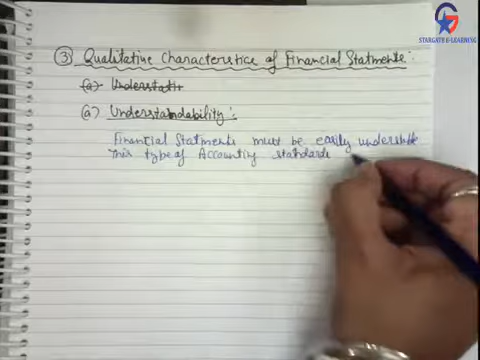 STARGATE E-LEARNING
③ Qualitative Characteristics of Financial Statments:
(a) Understati
(a) Understandability:
Financial Statments must be easily understable
This type of Accounting standards